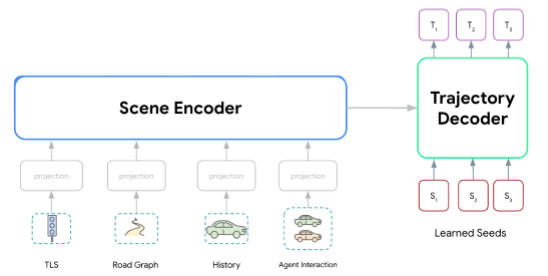 T1 T2 T3
Scene Encoder
Trajectory
Decoder
projection projection projection projection
S1 S2 S3
Learned Seeds
TLS Road Graph History Agent Interaction